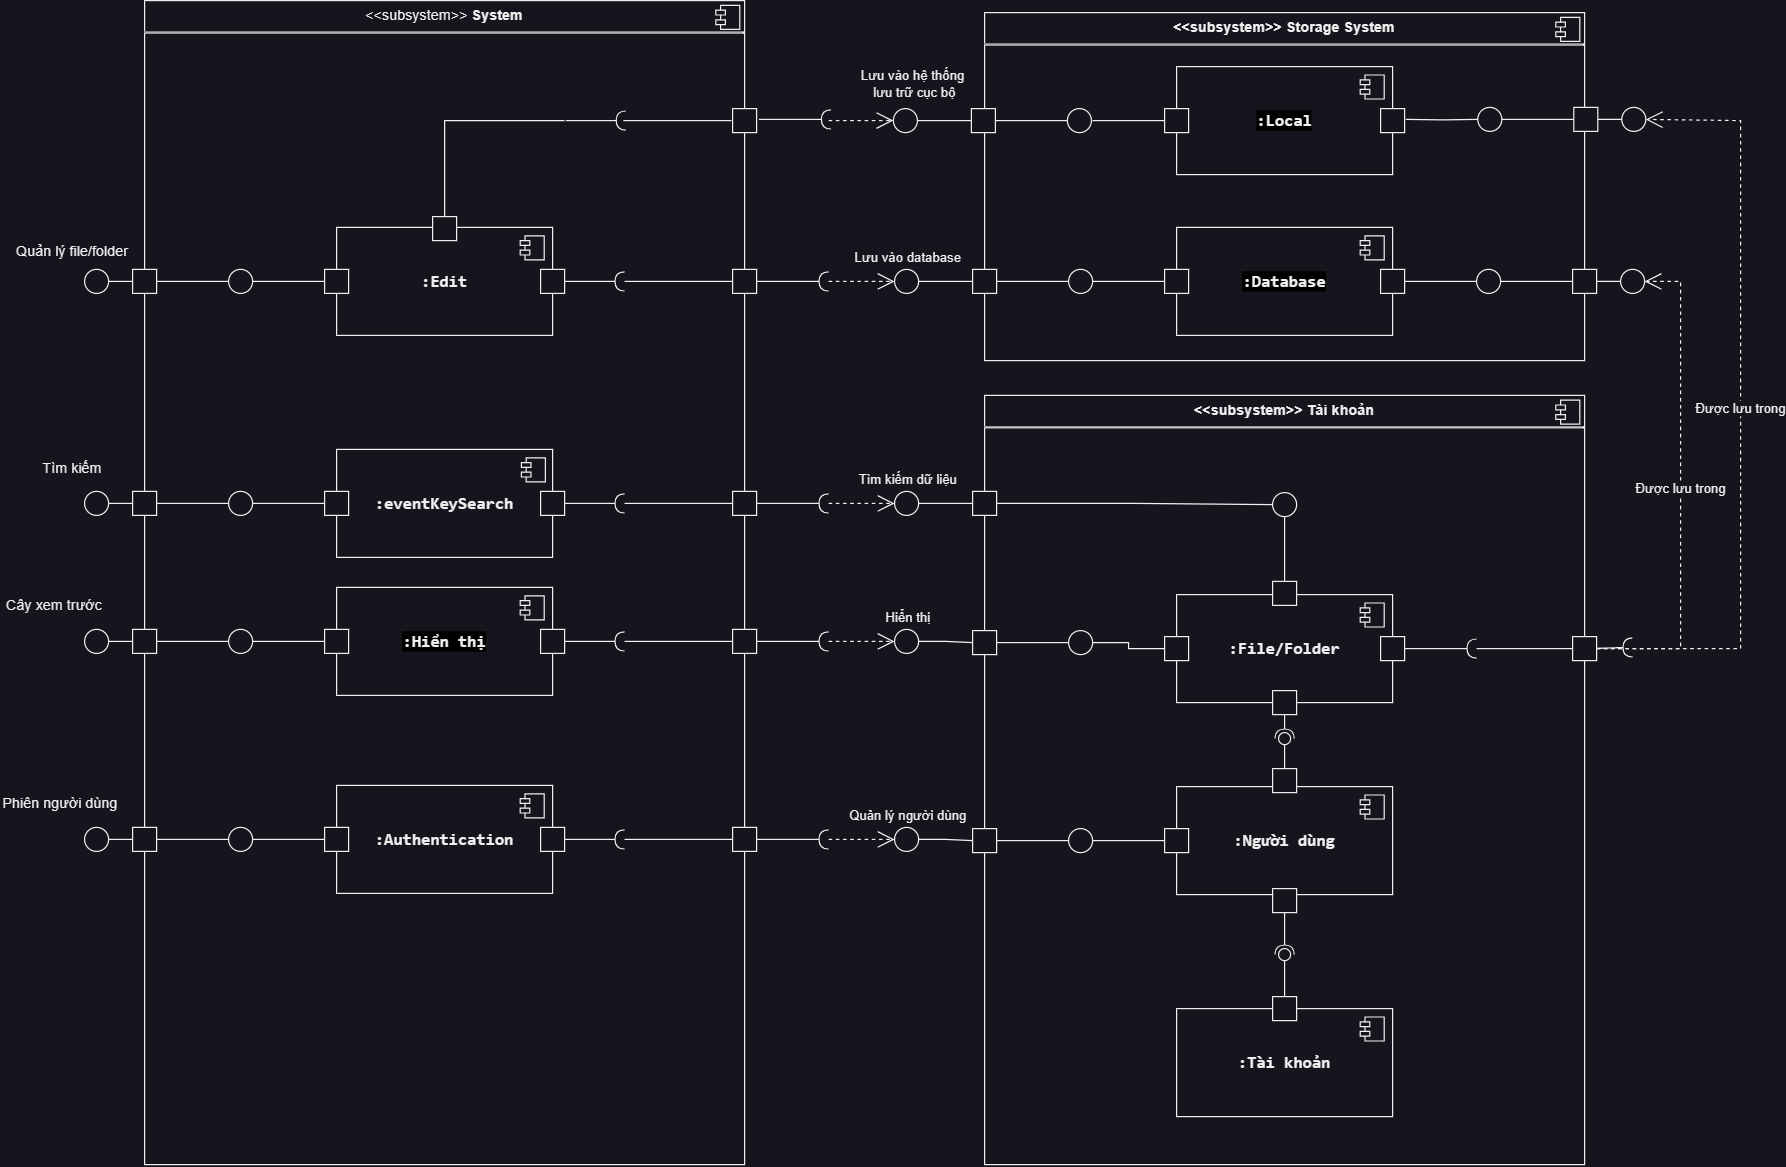 <<subsystem>> System
<<subsystem>> Storage System
Lưu vào hệ thống
lưu trữ cục bộ
:Local
Quản lý file/folder
:Edit
Lưu vào database
:Database
<<subsystem>> Tài khoản
Được lưu trong
Tìm kiếm
:eventKeySearch
Tìm kiếm dữ liệu
Được lưu trong
Cây xem trước
:Hiển thị
Hiển thị
:File/Folder
Phiên người dùng
:Authentication
Quản lý người dùng
:Người dùng
:Tài khoản